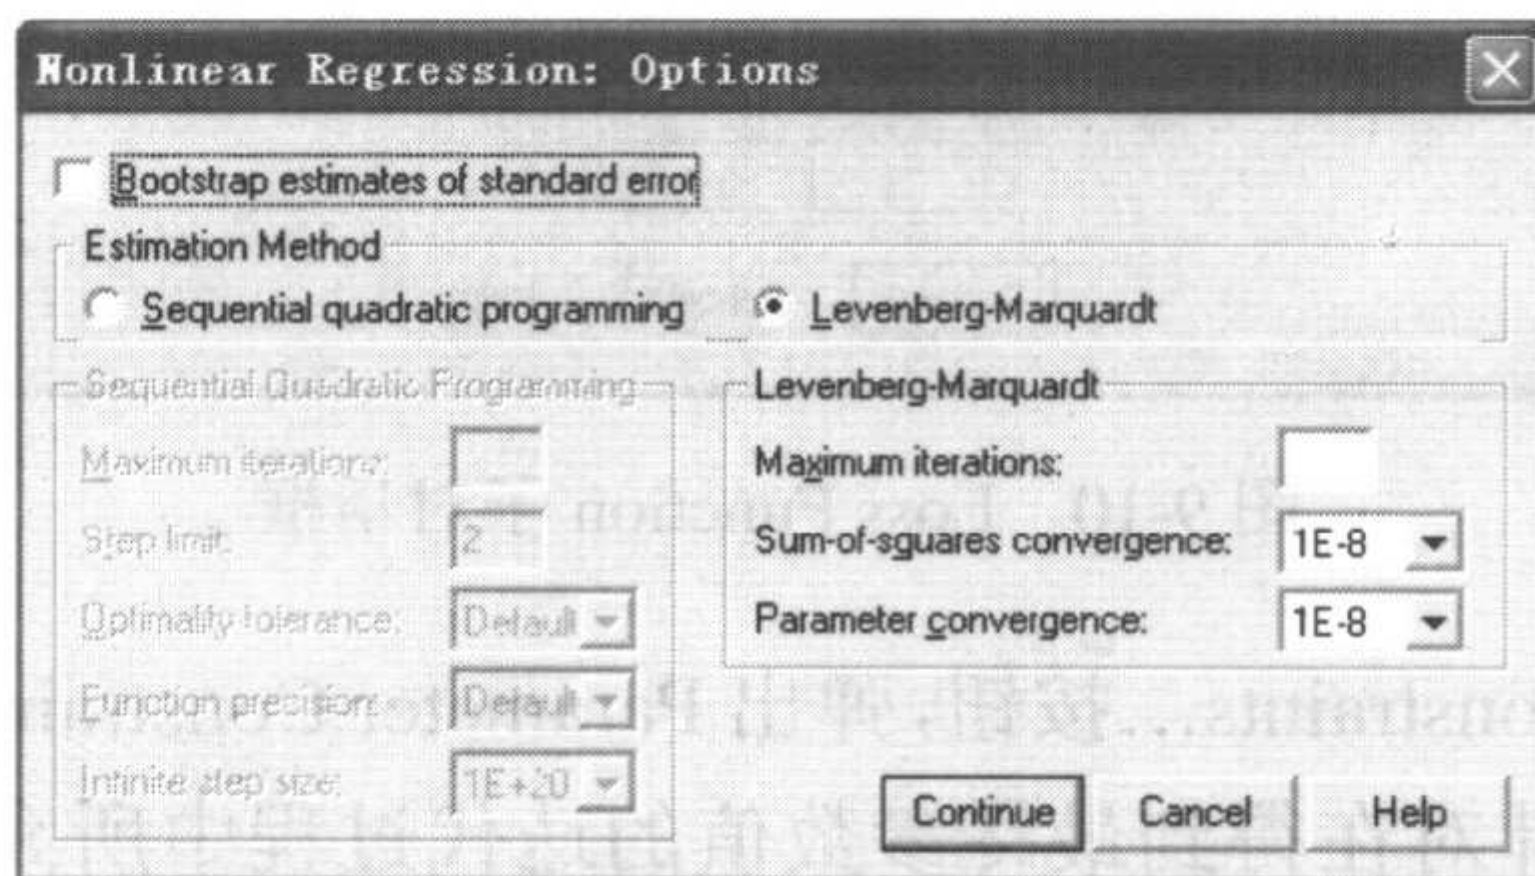 Nonlinear Regression: Options
Bootstrap estimates of standard error
Estimation Method
Sequential quadratic programming
Levenberg-Marquardt
Sequential Quadratic Programming
Maximum iterations:
Step limit:
2
Optimality tolerance:
Default
Function precision:
Default
Infinite step size:
1E+20
Levenberg-Marquardt
Maximum iterations:
Sum-of-squares convergence:
1E-8
Parameter convergence:
1E-8
Continue
Cancel
Help